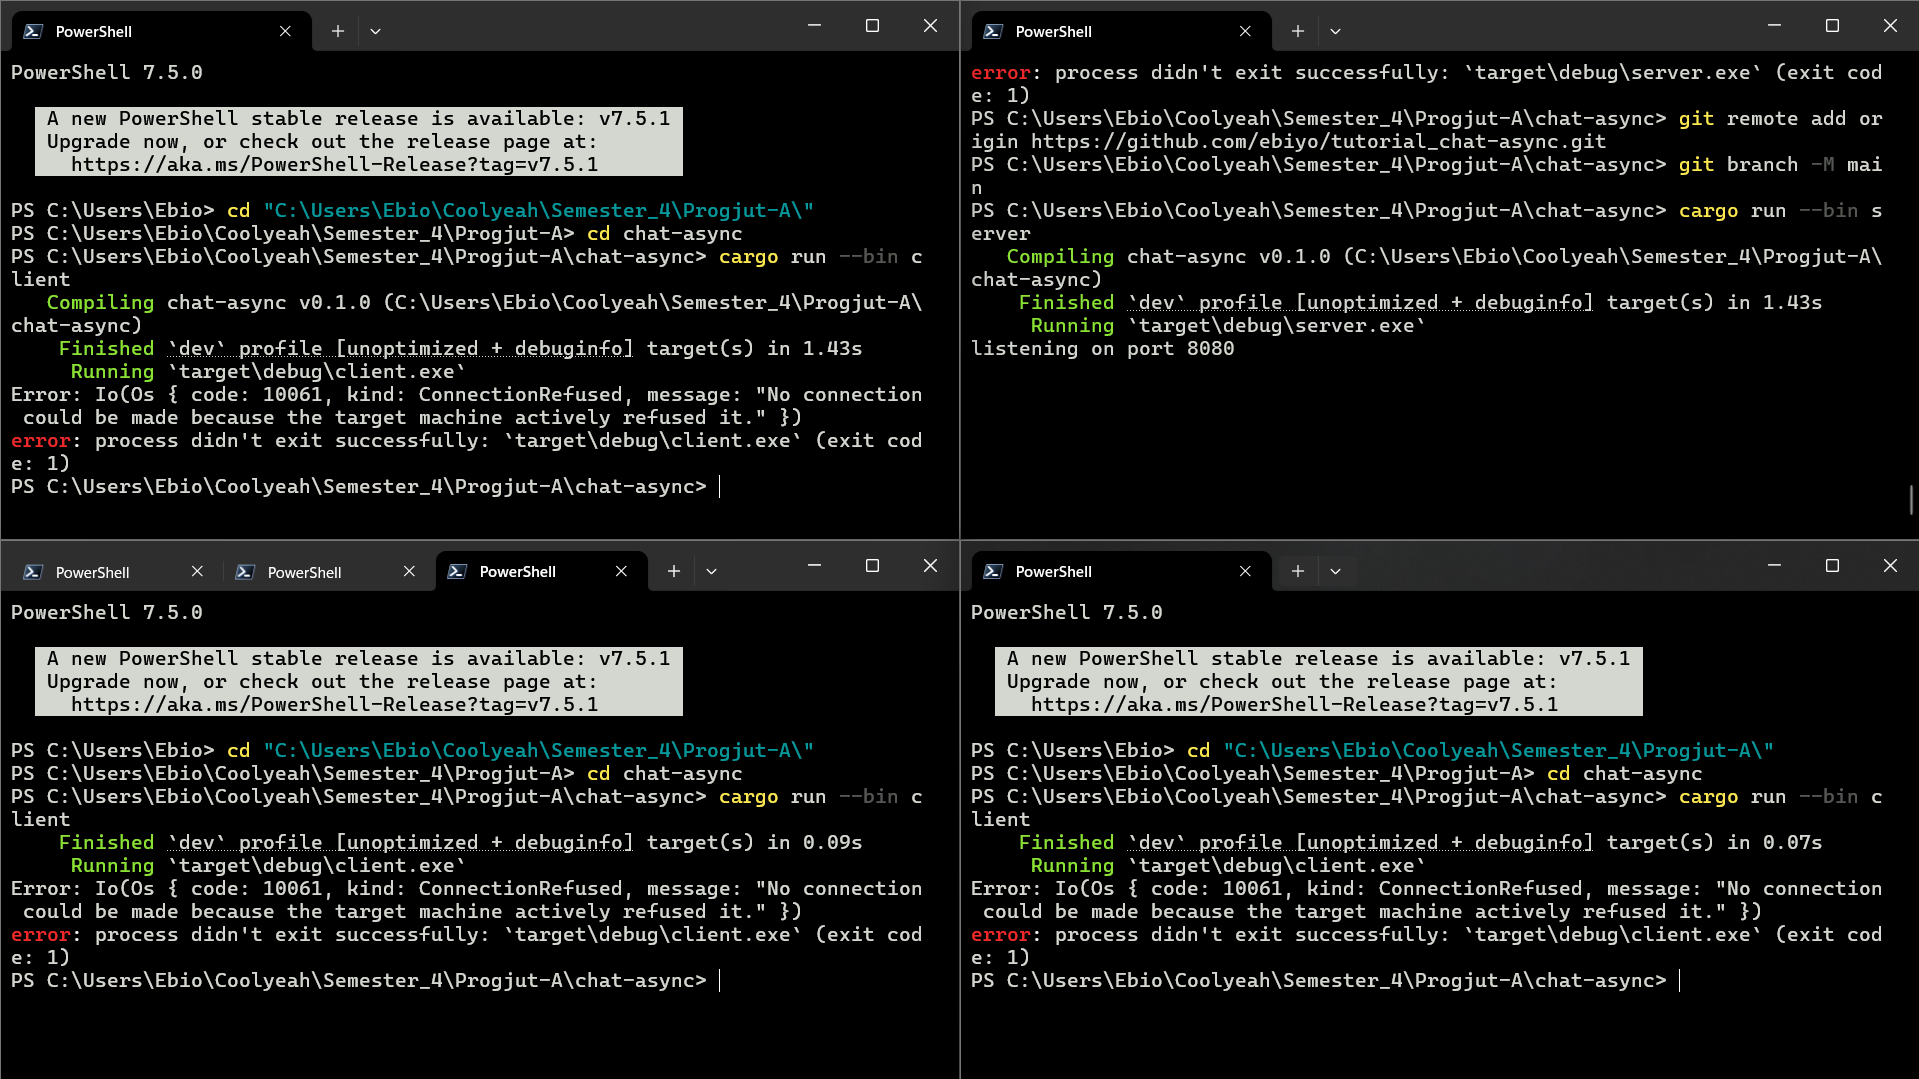 PowerShell
PowerShell 7.5.0
A new PowerShell stable release is available: v7.5.1
Upgrade now, or check out the release page at:
https://aka.ms/PowerShell-Release?tag=v7.5.1
PS C:\Users\Ebio> cd "C:\Users\Ebio\Coolyeah\Semester_4\Progjut-A\"
PS C:\Users\Ebio\Coolyeah\Semester_4\Progjut-A> cd chat-async
PS C:\Users\Ebio\Coolyeah\Semester_4\Progjut-A\chat-async> cargo run --bin c
lient
Compiling chat-async v0.1.0 (C:\Users\Ebio\Coolyeah\Semester_4\Progjut-A\
chat-async)
Finished `dev` profile [unoptimized + debuginfo] target(s) in 1.43s
Running `target\debug\client.exe`
Error: Io(Os { code: 10061, kind: ConnectionRefused, message: "No connection
could be made because the target machine actively refused it." })
error: process didn't exit successfully: `target\debug\client.exe` (exit cod
e: 1)
PS C:\Users\Ebio\Coolyeah\Semester_4\Progjut-A\chat-async>
PowerShell
error: process didn't exit successfully: `target\debug\server.exe` (exit cod
e: 1)
PS C:\Users\Ebio\Coolyeah\Semester_4\Progjut-A\chat-async> git remote add or
igin https://github.com/ebiyo/tutorial_chat-async.git
PS C:\Users\Ebio\Coolyeah\Semester_4\Progjut-A\chat-async> git branch -M mai
n
PS C:\Users\Ebio\Coolyeah\Semester_4\Progjut-A\chat-async> cargo run --bin s
erver
Compiling chat-async v0.1.0 (C:\Users\Ebio\Coolyeah\Semester_4\Progjut-A\
chat-async)
Finished `dev` profile [unoptimized + debuginfo] target(s) in 1.43s
Running `target\debug\server.exe`
listening on port 8080
PowerShell PowerShell PowerShell
PowerShell 7.5.0
A new PowerShell stable release is available: v7.5.1
Upgrade now, or check out the release page at:
https://aka.ms/PowerShell-Release?tag=v7.5.1
PS C:\Users\Ebio> cd "C:\Users\Ebio\Coolyeah\Semester_4\Progjut-A\"
PS C:\Users\Ebio\Coolyeah\Semester_4\Progjut-A> cd chat-async
PS C:\Users\Ebio\Coolyeah\Semester_4\Progjut-A\chat-async> cargo run --bin c
lient
Finished `dev` profile [unoptimized + debuginfo] target(s) in 0.09s
Running `target\debug\client.exe`
Error: Io(Os { code: 10061, kind: ConnectionRefused, message: "No connection
could be made because the target machine actively refused it." })
error: process didn't exit successfully: `target\debug\client.exe` (exit cod
e: 1)
PS C:\Users\Ebio\Coolyeah\Semester_4\Progjut-A\chat-async>
PowerShell
PowerShell 7.5.0
A new PowerShell stable release is available: v7.5.1
Upgrade now, or check out the release page at:
https://aka.ms/PowerShell-Release?tag=v7.5.1
PS C:\Users\Ebio> cd "C:\Users\Ebio\Coolyeah\Semester_4\Progjut-A\"
PS C:\Users\Ebio\Coolyeah\Semester_4\Progjut-A> cd chat-async
PS C:\Users\Ebio\Coolyeah\Semester_4\Progjut-A\chat-async> cargo run --bin c
lient
Finished `dev` profile [unoptimized + debuginfo] target(s) in 0.07s
Running `target\debug\client.exe`
Error: Io(Os { code: 10061, kind: ConnectionRefused, message: "No connection
could be made because the target machine actively refused it." })
error: process didn't exit successfully: `target\debug\client.exe` (exit cod
e: 1)
PS C:\Users\Ebio\Coolyeah\Semester_4\Progjut-A\chat-async>